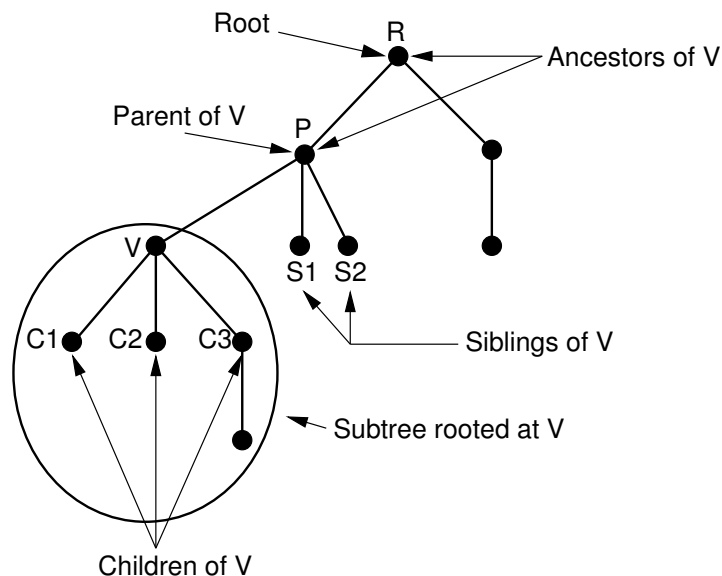 Root
R
Ancestors of V
Parent of V
P
V
S1
S2
C1
C2
C3
Siblings of V
Subtree rooted at V
Children of V